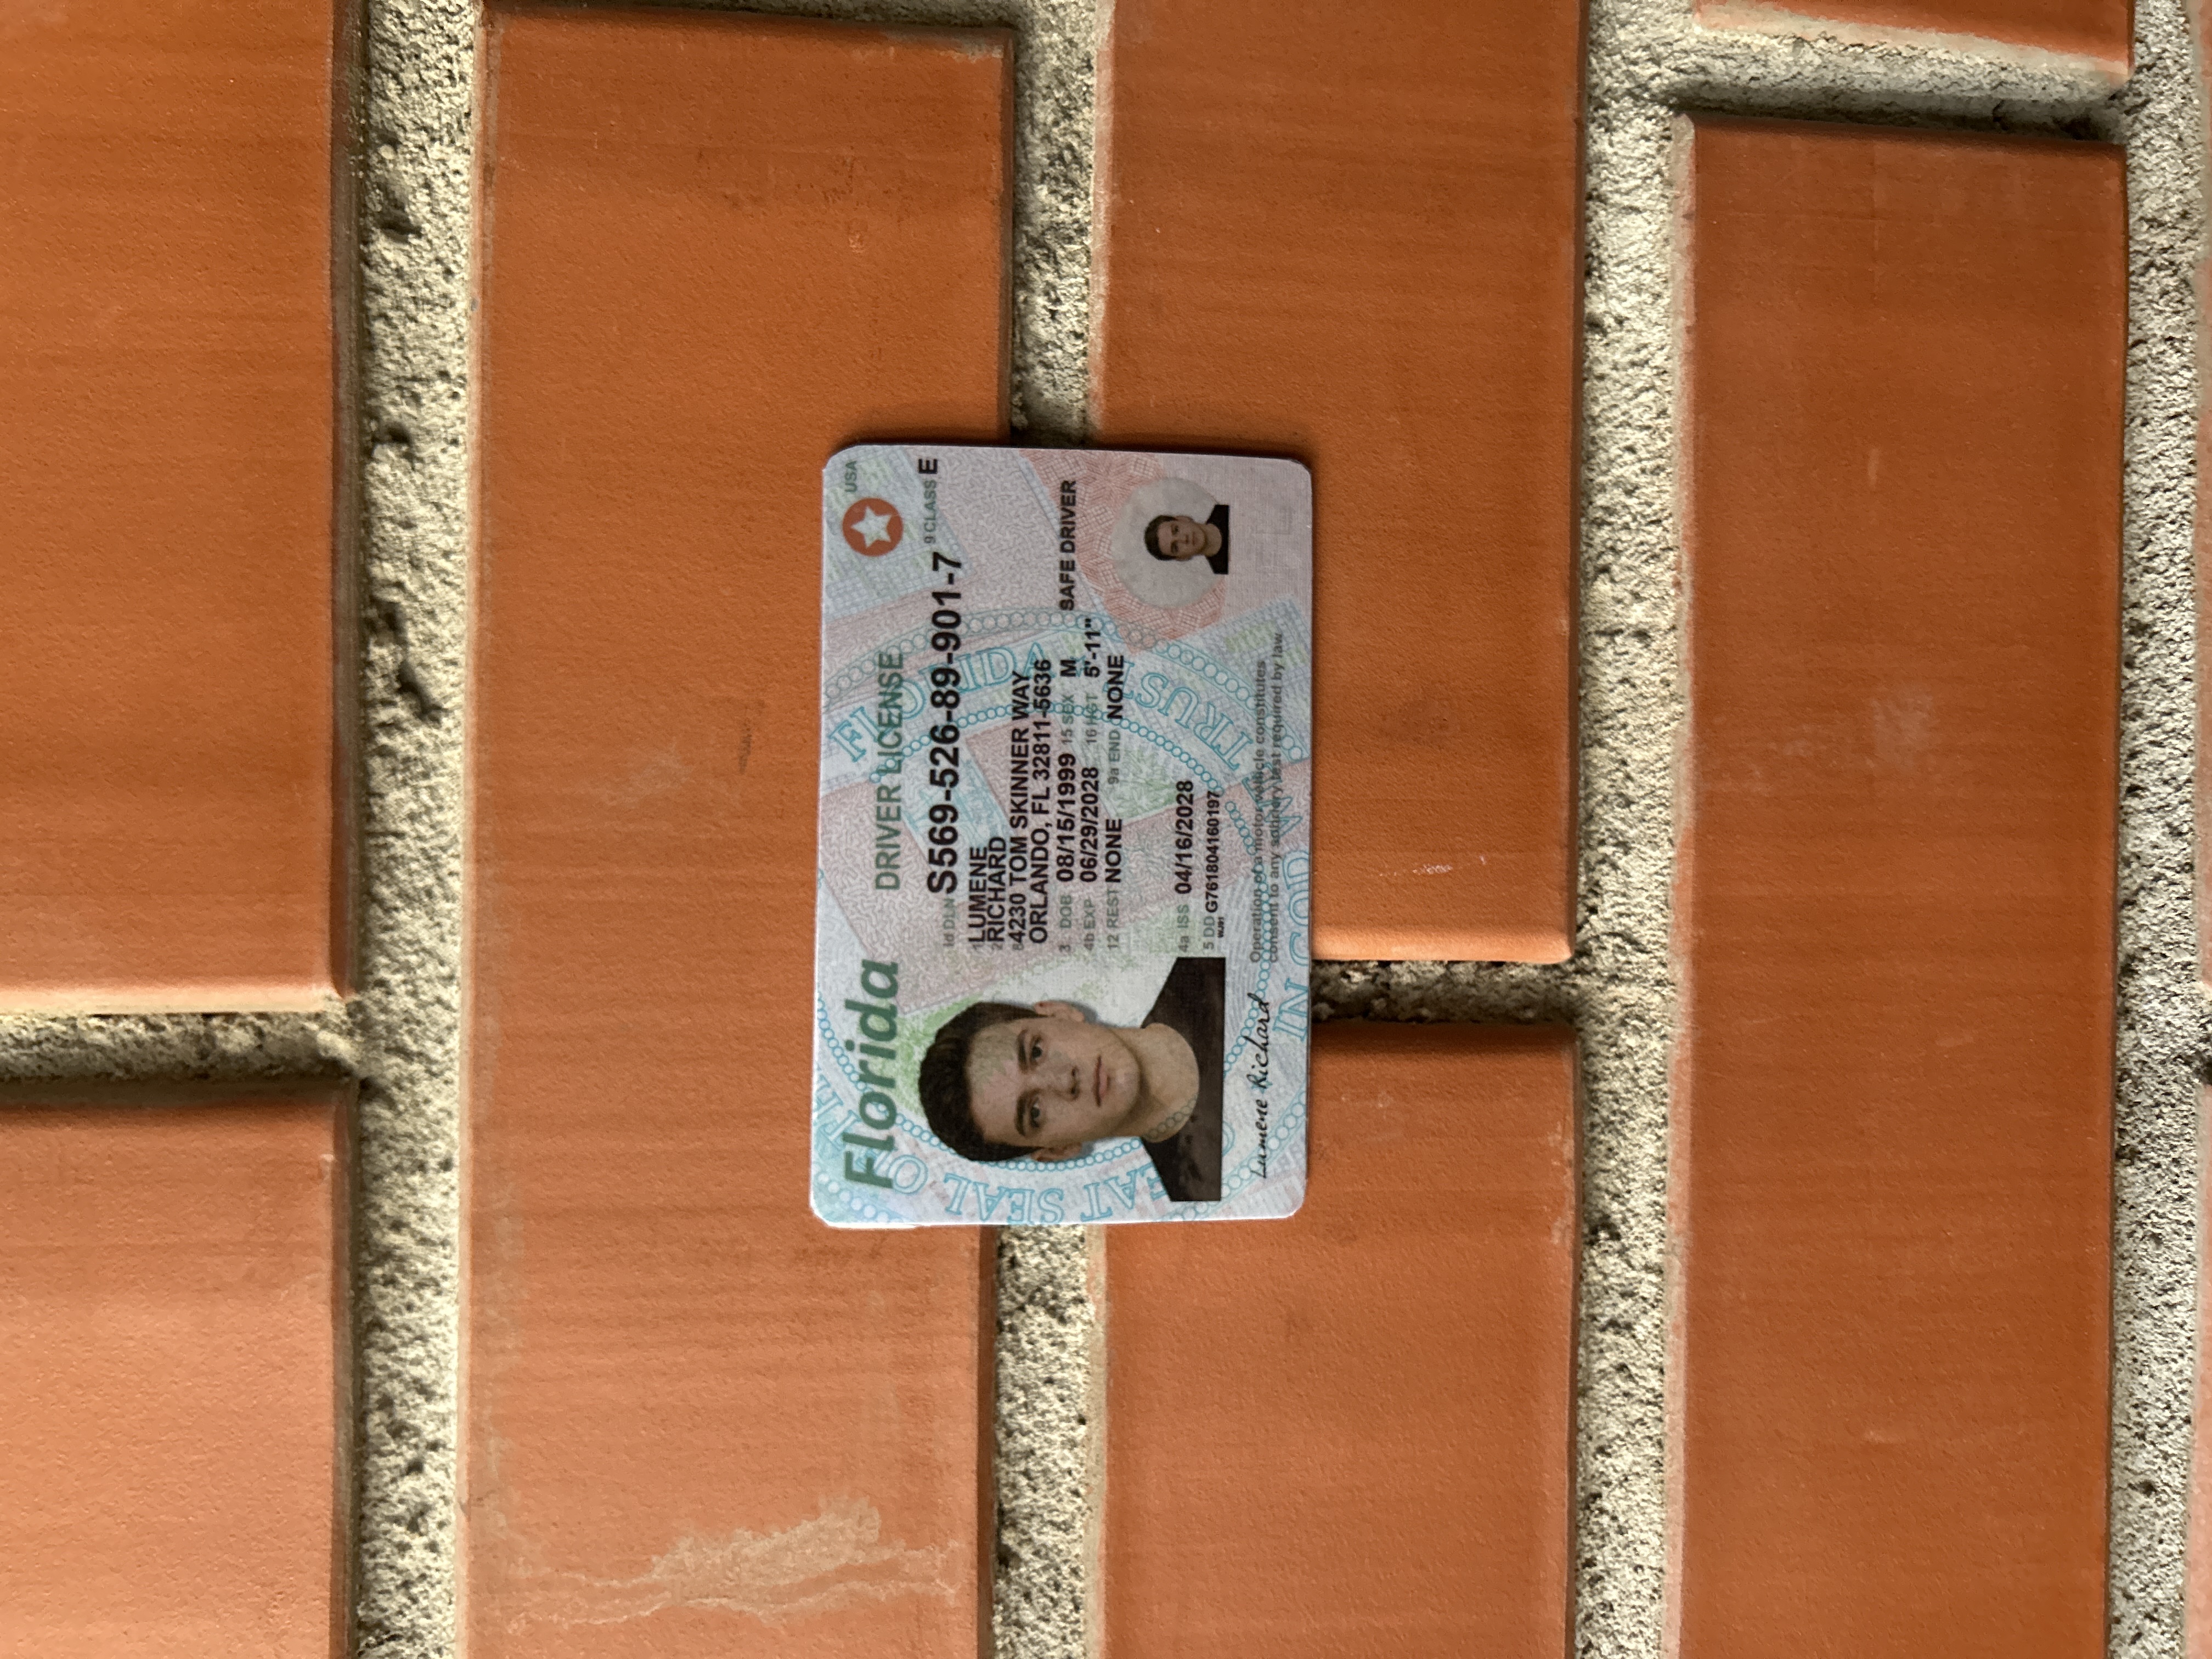 Florida
DRIVER LICENSE
USA
9 CLASS E
4d DLN S569-526-89-901-7
1 LUMENE
2 RICHARD
8 4230 TOM SKINNER WAY
ORLANDO, FL 32811-5636
3. DOB 08/15/1999 15 SEX M SAFE DRIVER
4b EXP 06/29/2028 16 HGT 5'-11"
12 REST NONE 9a END NONE
4a ISS 04/16/2028
5 DD G761804160197
WJ91
Lumene Richard
Operation of a motor vehicle constitutes
consent to any sobriety test required by law
GREAT SEAL OF THE
FLORIDA
IN GOD WE TRUST
FL